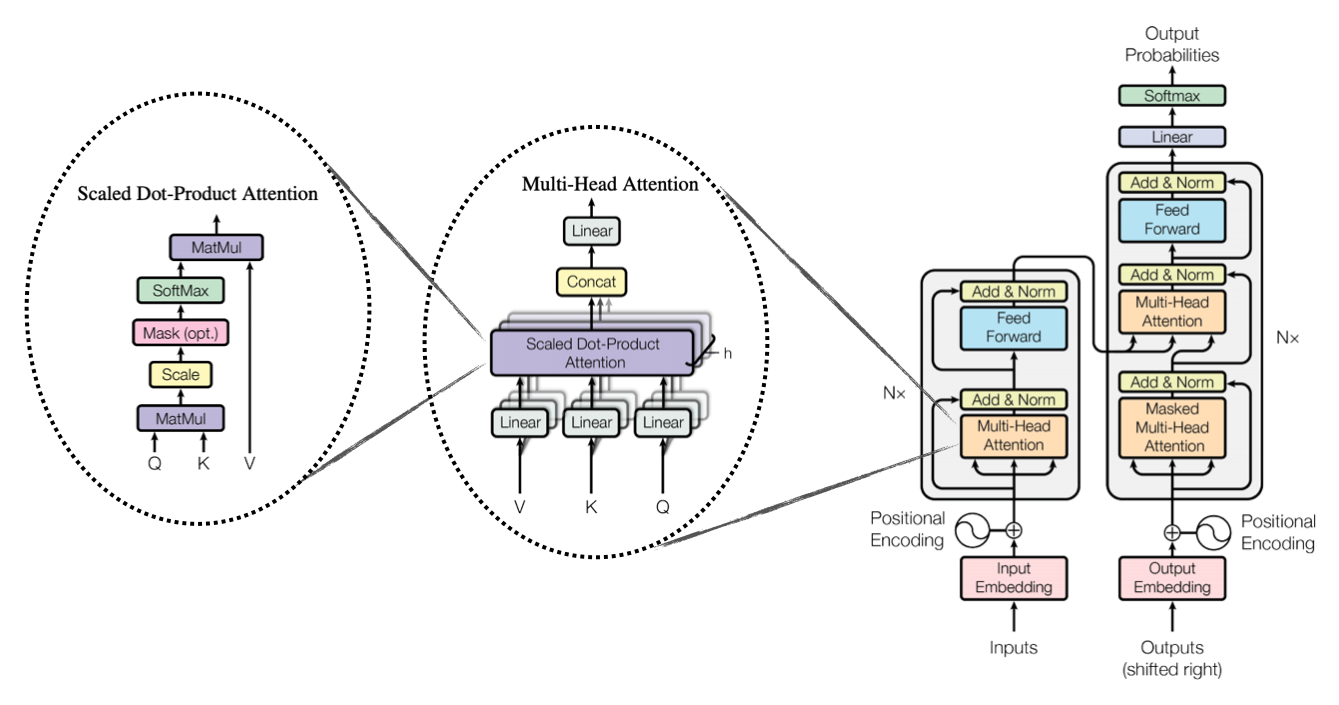 Scaled Dot-Product Attention
MatMul
SoftMax
Mask (opt.)
Scale
MatMul
Q
K
V
Multi-Head Attention
Linear
Concat
Scaled Dot-Product
Attention
h
Linear
Linear
Linear
V
K
Q
Output
Probabilities
Softmax
Linear
Add & Norm
Feed
Forward
Add & Norm
Multi-Head
Attention
N×
Add & Norm
Masked
Multi-Head
Attention
Add & Norm
Feed
Forward
N×
Add & Norm
Multi-Head
Attention
Positional
Encoding
Positional
Encoding
Input
Embedding
Output
Embedding
Inputs
Outputs
(shifted right)